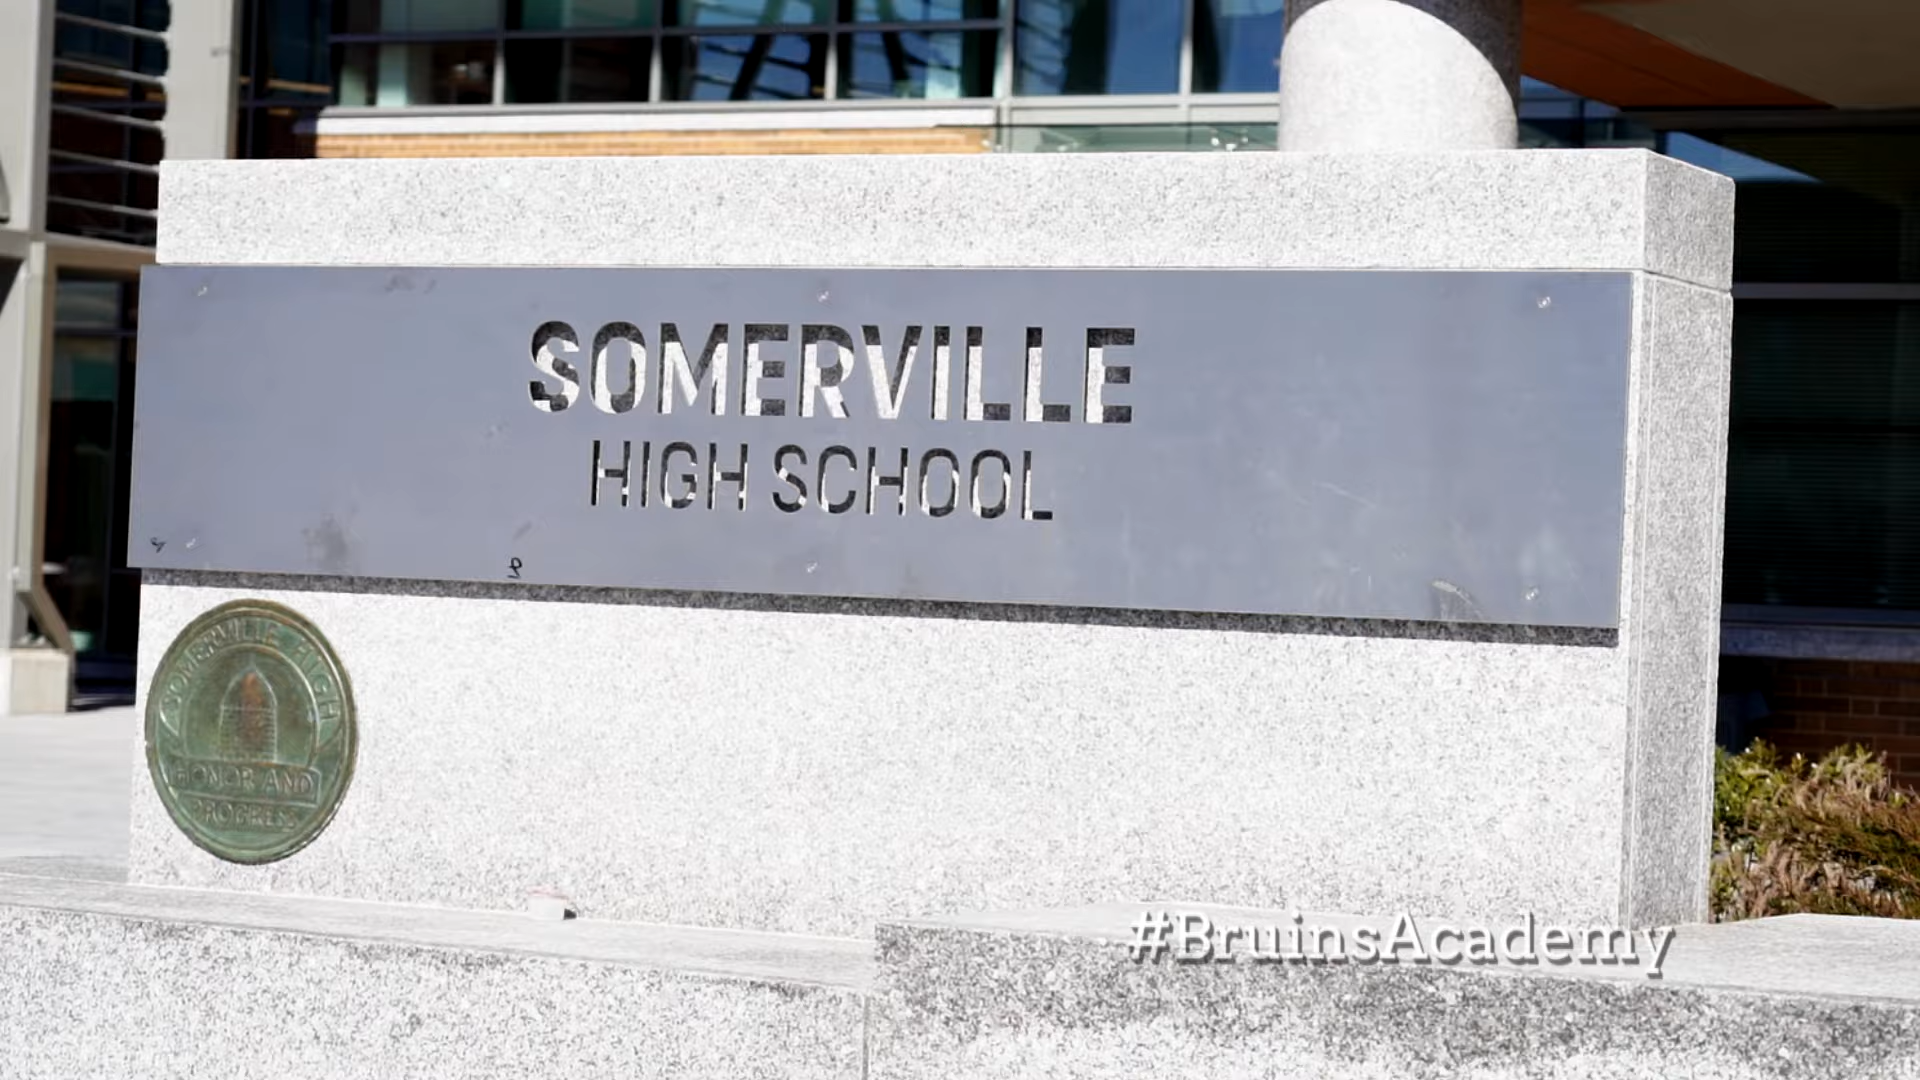 SOMERVILLE
HIGH SCHOOL
SOMERVILLE HIGH
HONOR AND
PROGRESS
#BruinsAcademy